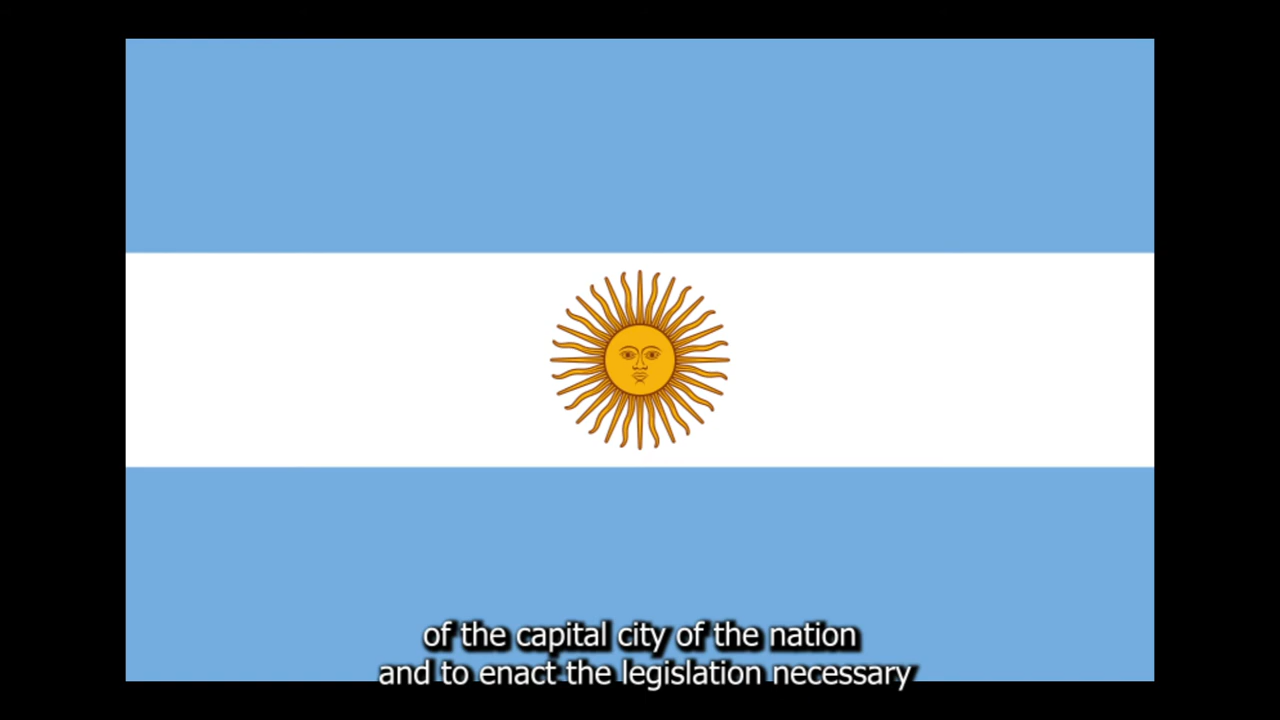 of the capital city of the nation
and to enact the legislation necessary